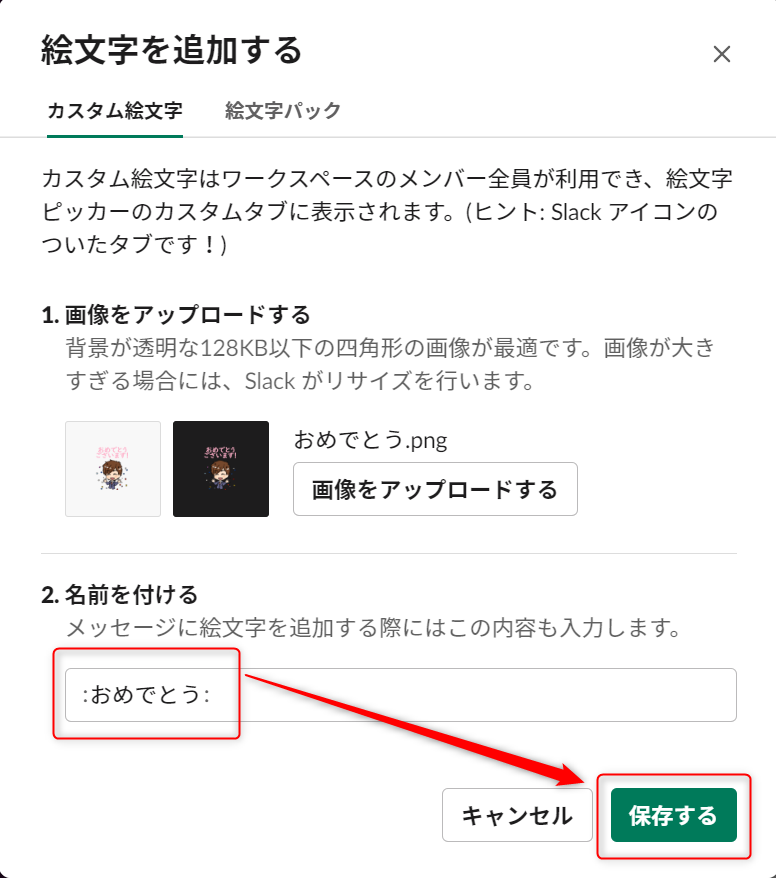 絵文字を追加する
カスタム絵文字 絵文字パック
カスタム絵文字はワークスペースのメンバー全員が利用でき、絵文字
ピッカーのカスタムタブに表示されます。(ヒント: Slack アイコンの
ついたタブです！)
1. 画像をアップロードする
背景が透明な128KB以下の四角形の画像が最適です。画像が大き
すぎる場合には、Slack がリサイズを行います。
おめでとう
ございます!
おめでとう
ございます!
おめでとう.png
画像をアップロードする
2. 名前を付ける
メッセージに絵文字を追加する際にはこの内容も入力します。
:おめでとう:
キャンセル 保存する